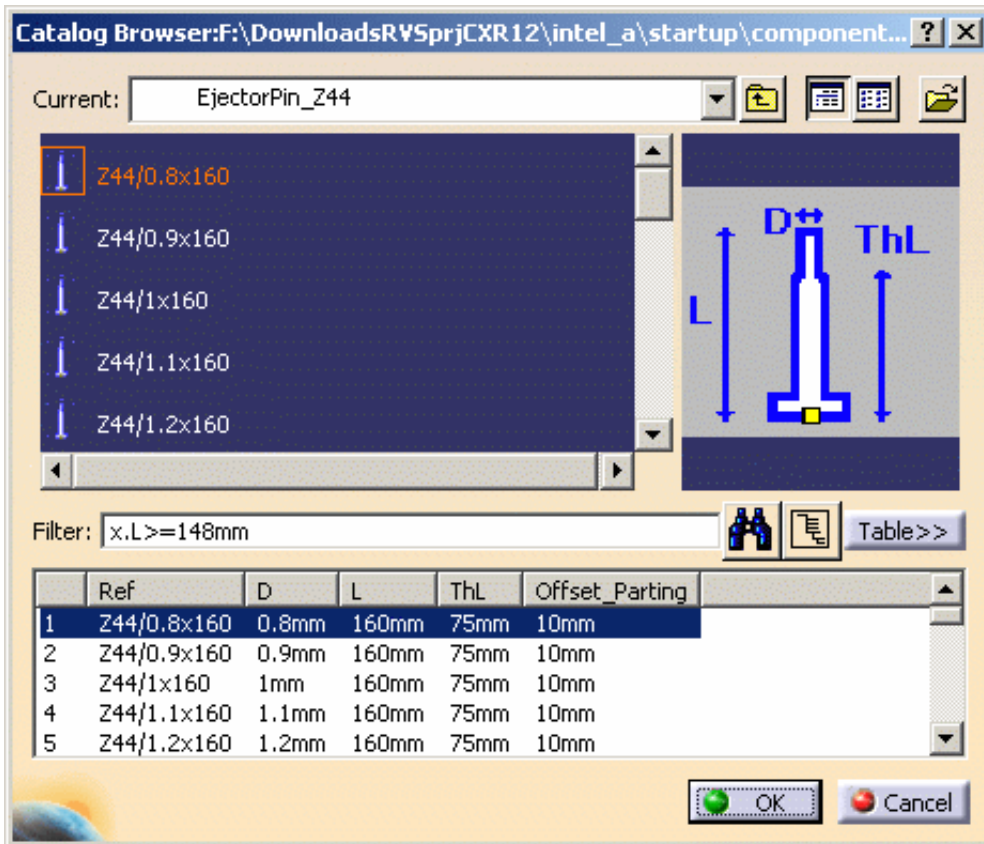 Catalog Browser:F:\DownloadsRVSprjCXR12\intel_a\startup\component...
Current: EjectorPin_Z44
Z44/0.8x160
Z44/0.9x160
Z44/1x160
Z44/1.1x160
Z44/1.2x160
D
ThL
L
Filter: x.L>=148mm Table>>
Ref D L ThL Offset_Parting
1 Z44/0.8x160 0.8mm 160mm 75mm 10mm
2 Z44/0.9x160 0.9mm 160mm 75mm 10mm
3 Z44/1x160 1mm 160mm 75mm 10mm
4 Z44/1.1x160 1.1mm 160mm 75mm 10mm
5 Z44/1.2x160 1.2mm 160mm 75mm 10mm
OK Cancel